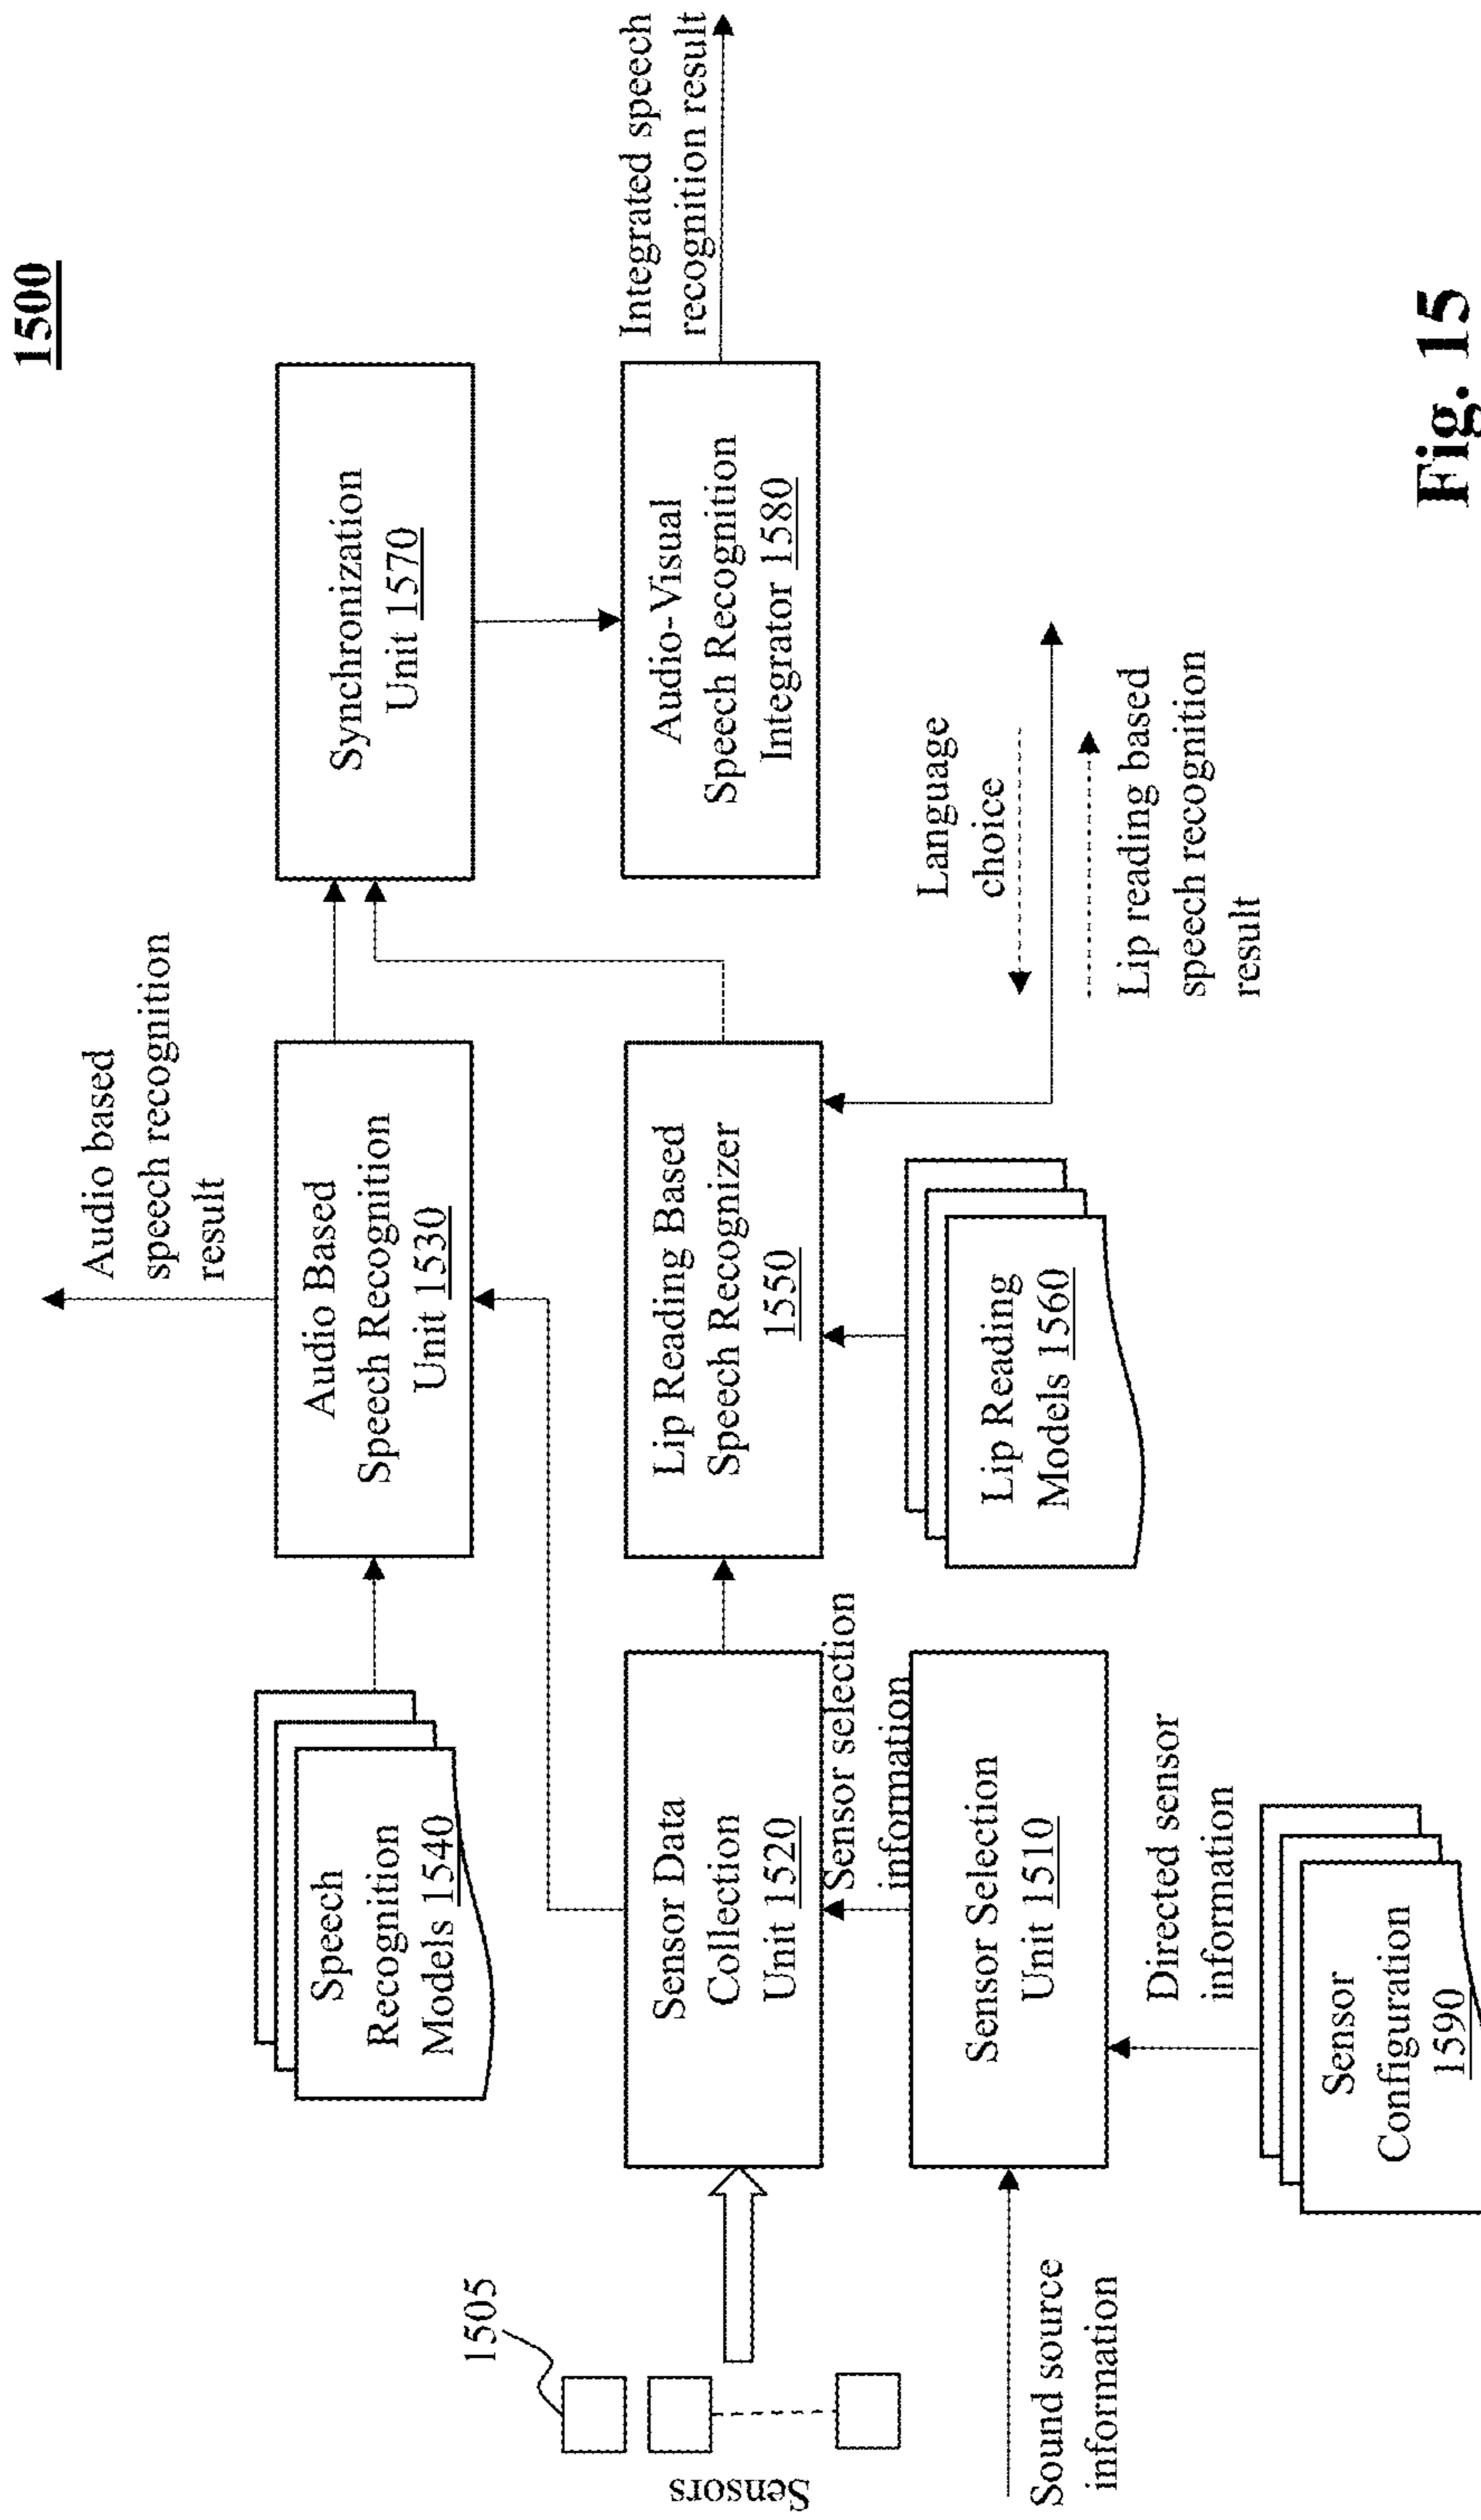 1500
Audio based
speech recognition
result
Speech
Recognition
Models 1540
Audio Based
Speech Recognition
Unit 1530
Synchronization
Unit 1570
1505
Sensors
Sensor Data
Collection
Unit 1520
Lip Reading Based
Speech Recognizer
1550
Audio-Visual
Speech Recognition
Integrator 1580
Integrated speech
recognition result
Sensor selection
information
Language
choice
Lip reading based
speech recognition
result
Sound source
information
Sensor Selection
Unit 1510
Lip Reading
Models 1560
Directed sensor
information
Sensor
Configuration
1590
Fig. 15